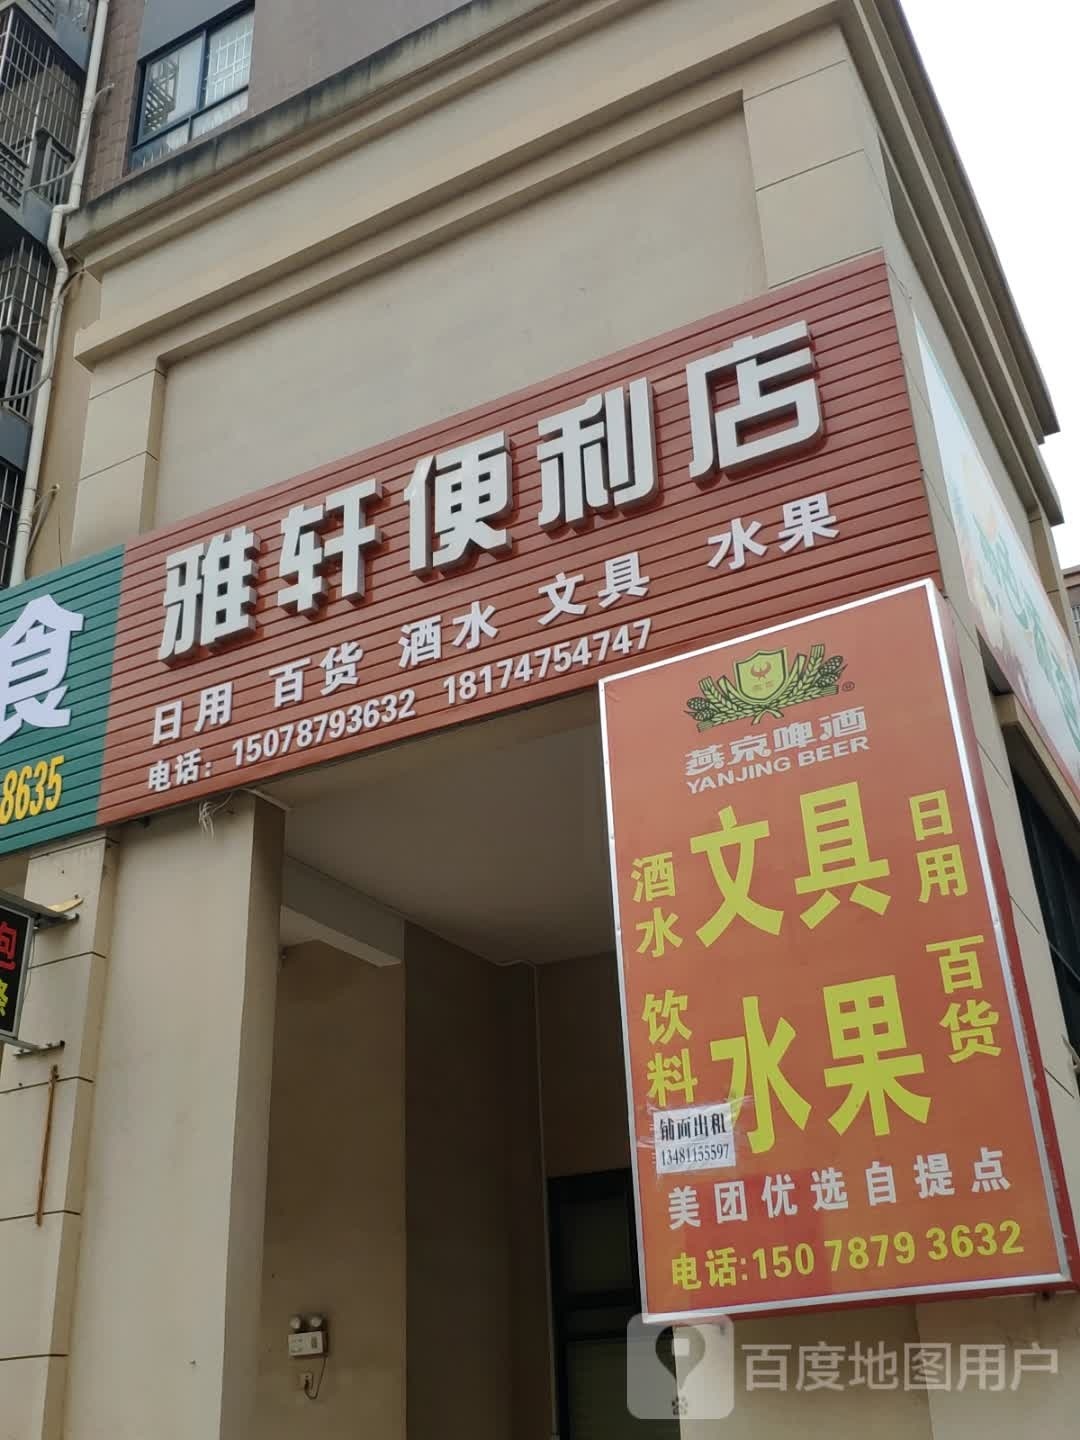 雅轩便利店
日用 百货 酒水 文具 水果
电话：15078793632 18174754747
食
8635
包
燕京啤酒
YANJING BEER
酒水 饮料
文具
水果
日用 百货
铺面出租
13481155597
美团优选自提点
电话:150 7879 3632
百度地图用户